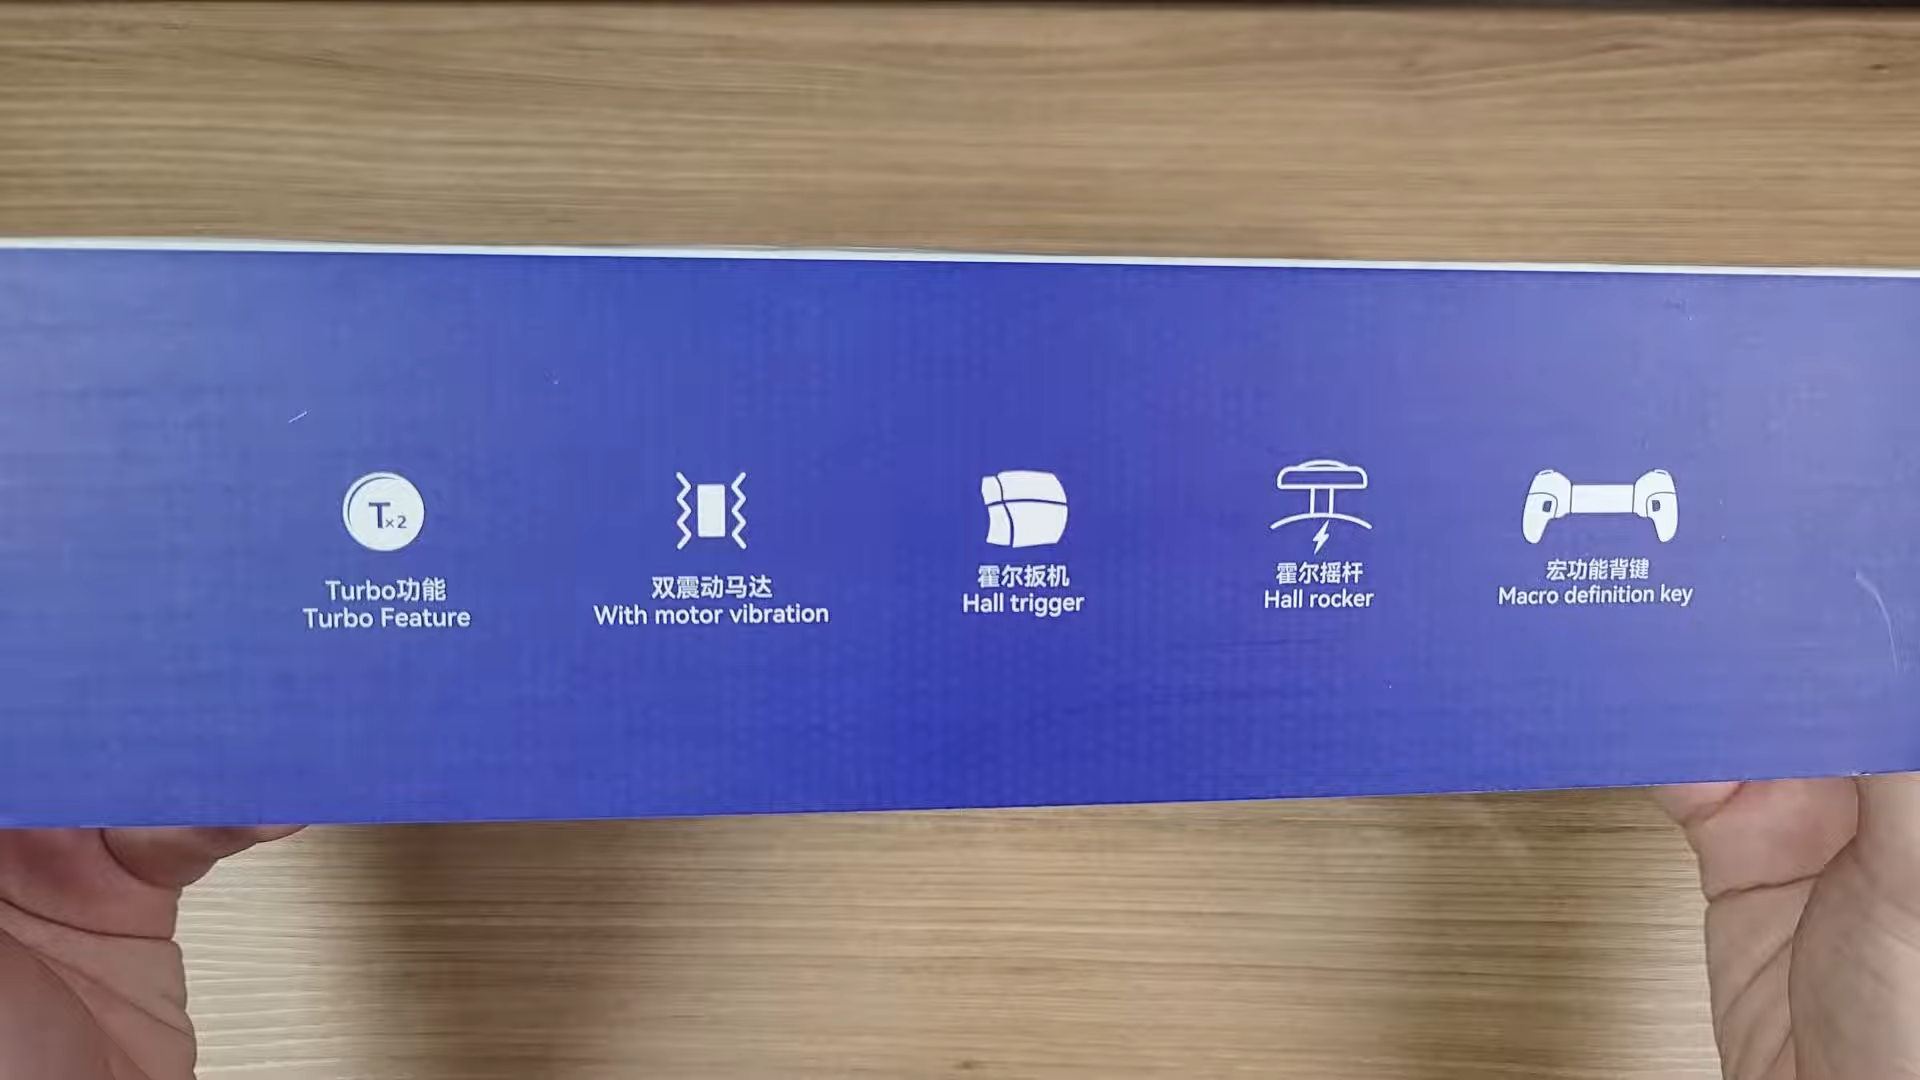 T×2
Turbo功能
Turbo Feature
双震动马达
With motor vibration
霍尔扳机
Hall trigger
霍尔摇杆
Hall rocker
宏功能背键
Macro definition key